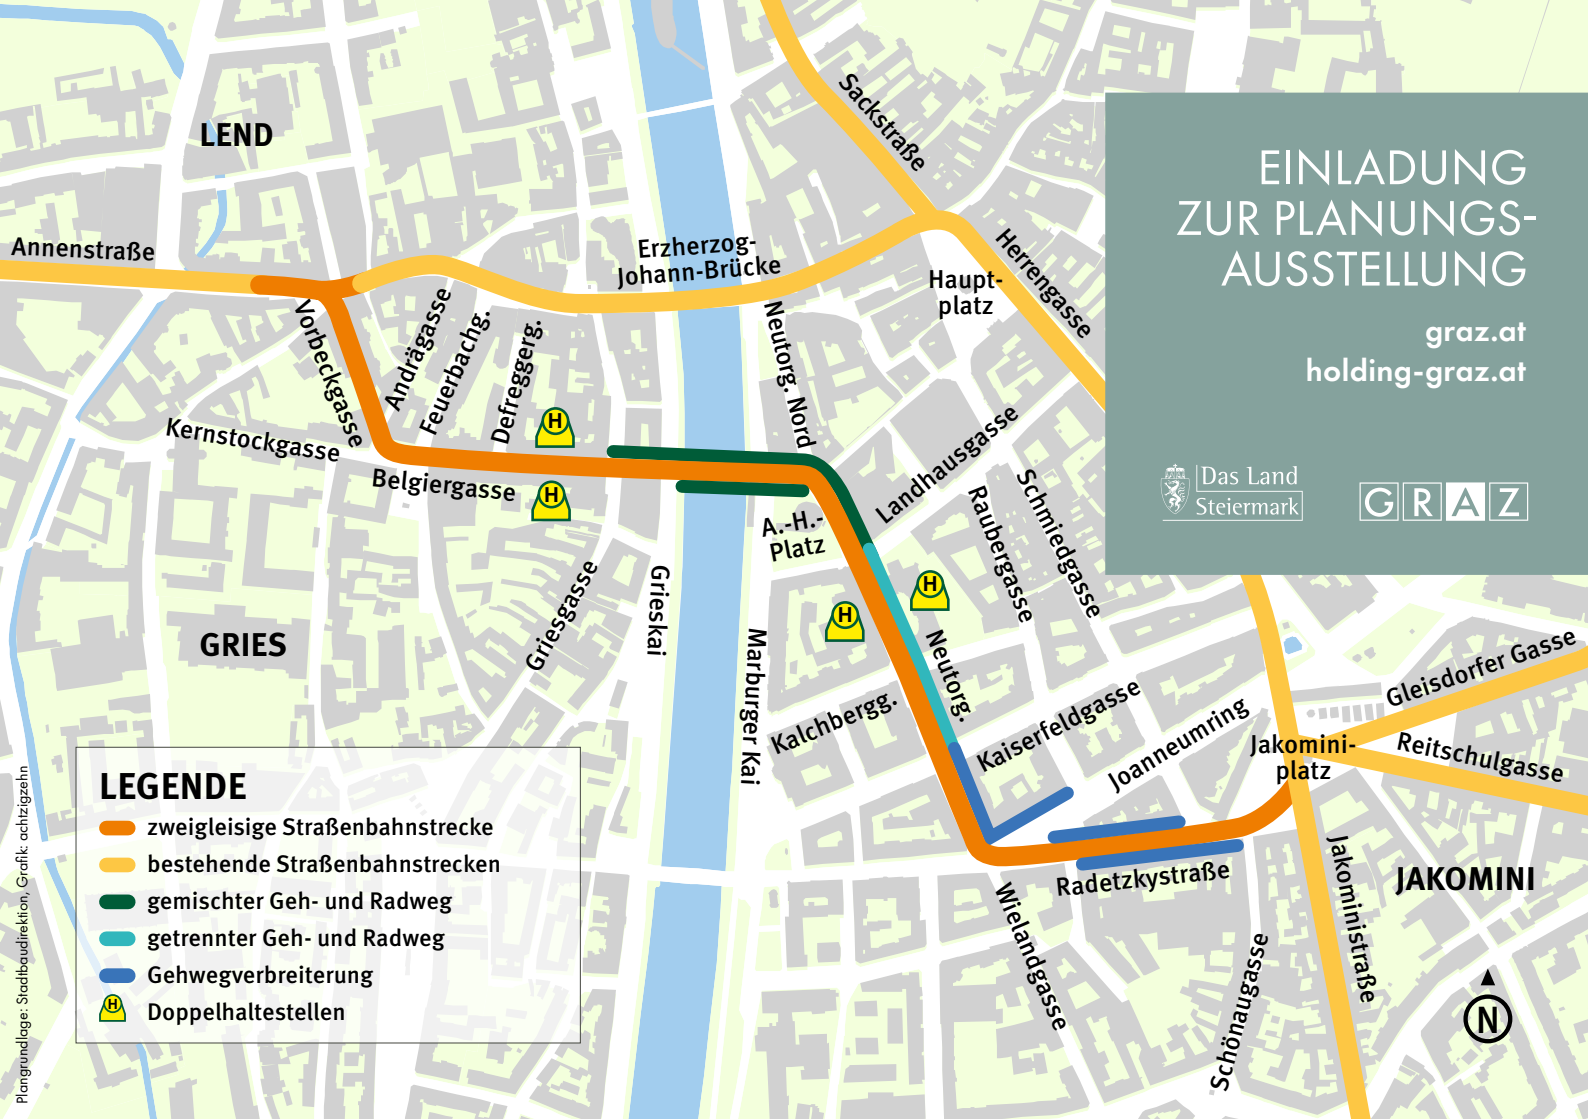 LEND
Annenstraße
Vorbeckgasse
Andrägasse
Feuerbachg.
Defreggerg.
Kernstockgasse
Belgiergasse
H
H
GRIES
Griesgasse
Grieskai
Erzherzog-
Johann-Brücke
Sackstraße
Haupt-
platz
Herrengasse
Neutorg. Nord
Landhausgasse
A.-H.-
Platz
Raubergasse
Schmiedgasse
H
H
Neutorg.
Marburger Kai
Kalchbergg.
Kaiserfeldgasse
Joanneumring
Jakomini-
platz
Gleisdorfer Gasse
Reitschulgasse
Radetzkystraße
Wielandgasse
Schönaugasse
Jakoministraße
JAKOMINI
N
EINLADUNG
ZUR PLANUNGS-
AUSSTELLUNG
graz.at
holding-graz.at
Das Land
Steiermark
GRAZ
LEGENDE
zweigleisige Straßenbahnstrecke
bestehende Straßenbahnstrecken
gemischter Geh- und Radweg
getrennter Geh- und Radweg
Gehwegverbreiterung
H Doppelhaltestellen
Plangrundlage: Stadtbaudirektion, Grafik: achtzigzehn